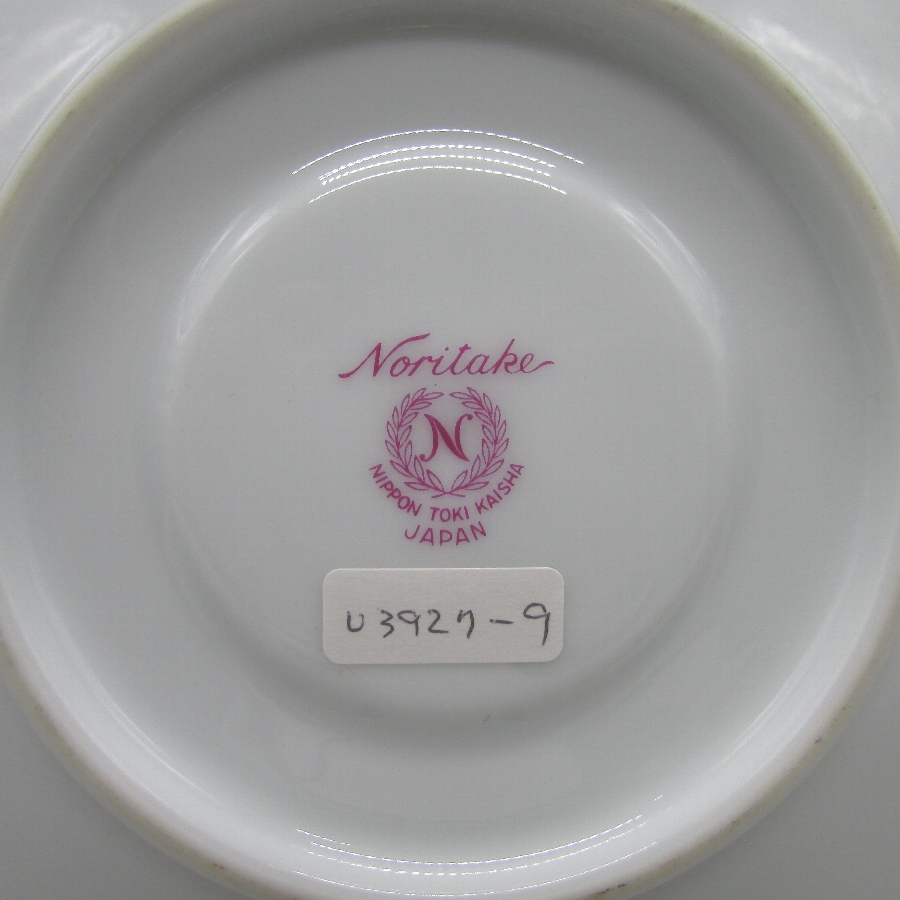 Noritake
N
NIPPON TOKI KAISHA
JAPAN
U3927-9